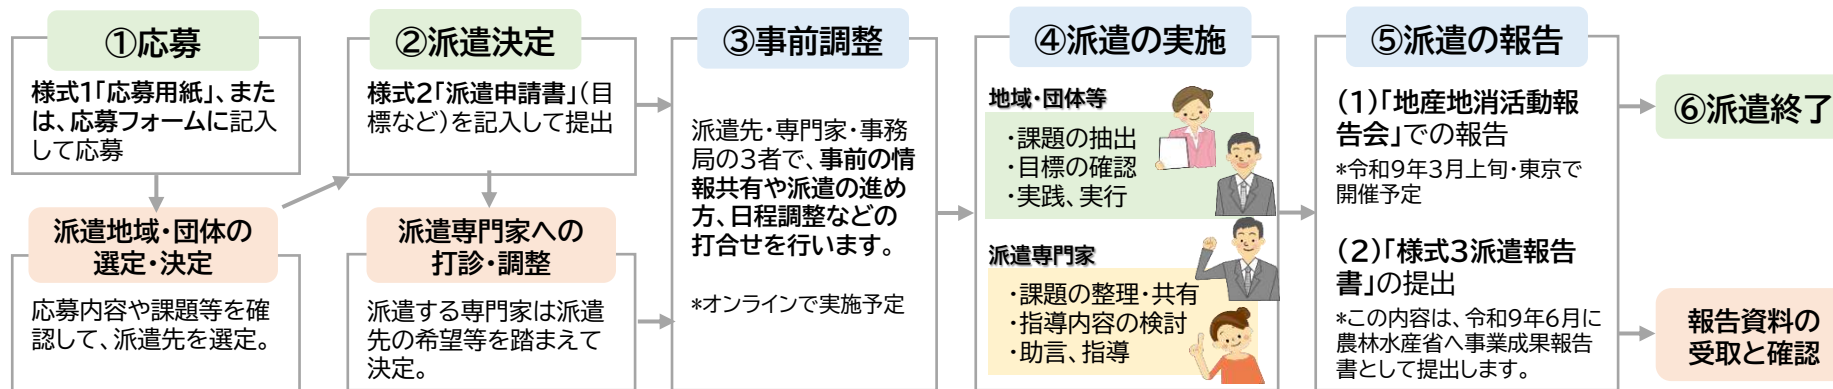 ①応募
様式1「応募用紙」、また
は、応募フォームに記入
して応募
派遣地域・団体の
選定・決定
応募内容や課題等を確
認して、派遣先を選定。
②派遣決定
様式2「派遣申請書」(目
標など)を記入して提出
派遣専門家への
打診・調整
派遣する専門家は派遣
先の希望等を踏まえて
決定。
③事前調整
派遣先・専門家・事務
局の3者で、事前の情
報共有や派遣の進め
方、日程調整などの
打合せを行います。
*オンラインで実施予定
④派遣の実施
地域・団体等
・課題の抽出
・目標の確認
・実践、実行
派遣専門家
・課題の整理・共有
・指導内容の検討
・助言、指導
⑤派遣の報告
(1)「地産地消活動報
告会」での報告
*令和9年3月上旬・東京で
開催予定
(2)「様式3派遣報告
書」の提出
*この内容は、令和9年6月に
農林水産省へ事業成果報告
書として提出します。
⑥派遣終了
報告資料の
受取と確認